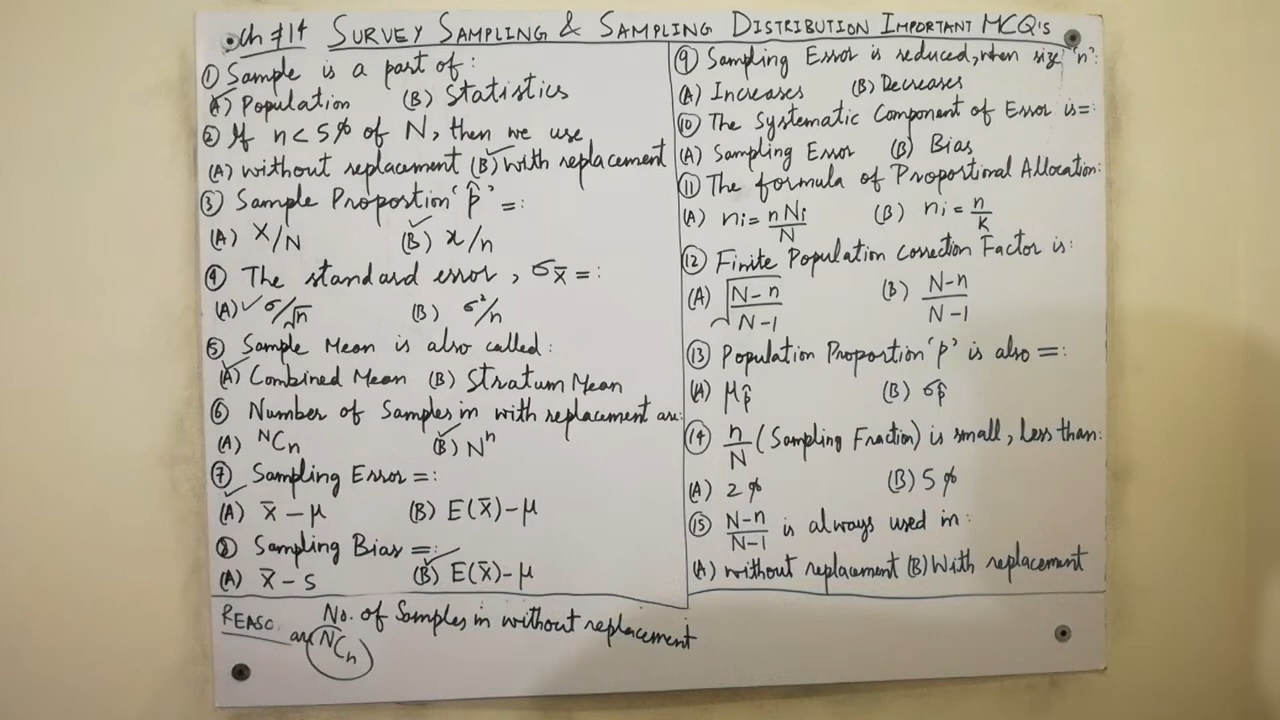 Ch # 14 SURVEY SAMPLING & SAMPLING DISTRIBUTION IMPORTANT MCQ's
① Sample is a part of:
(A) Population (B) Statistics
② If n < 5% of N, then we use
(A) without replacement (B) with replacement
③ Sample Proportion 'p̂' =:
(A) X/N (B) x/n
④ The standard error, σx̄ =:
(A) σ/√n (B) σ²/n
⑤ Sample Mean is also called:
(A) Combined Mean (B) Stratum Mean
⑥ Number of Samples in with replacement are:
(A) ᴺCn (B) Nⁿ
⑦ Sampling Error =:
(A) x̄ − μ (B) E(x̄) − μ
⑧ Sampling Bias =:
(A) x̄ − s (B) E(x̄) − μ
REASO. No. of Samples in without replacement
are ᴺCn
⑨ Sampling Error is reduced, when size "n":
(A) Increases (B) Decreases
⑩ The Systematic Component of Error is =:
(A) Sampling Error (B) Bias
⑪ The formula of Proportional Allocation:
(A) ni = nNi/N (B) ni = n/k
⑫ Finite Population Correction Factor is:
(A) √(N−n/N−1) (B) N−n/N−1
⑬ Population Proportion 'p' is also =:
(A) μp̂ (B) σp̂
⑭ n/N (Sampling Fraction) is small, Less than:
(A) 2% (B) 5%
⑮ N−n/N−1 is always used in:
(A) without replacement (B) With replacement